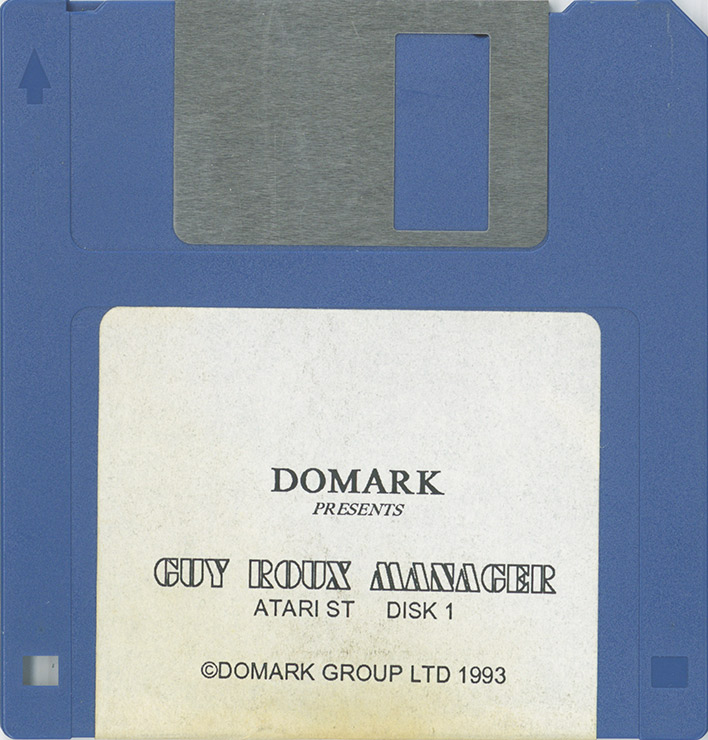 DOMARK
PRESENTS
GUY ROUX MANAGER
ATARI ST DISK 1
©DOMARK GROUP LTD 1993